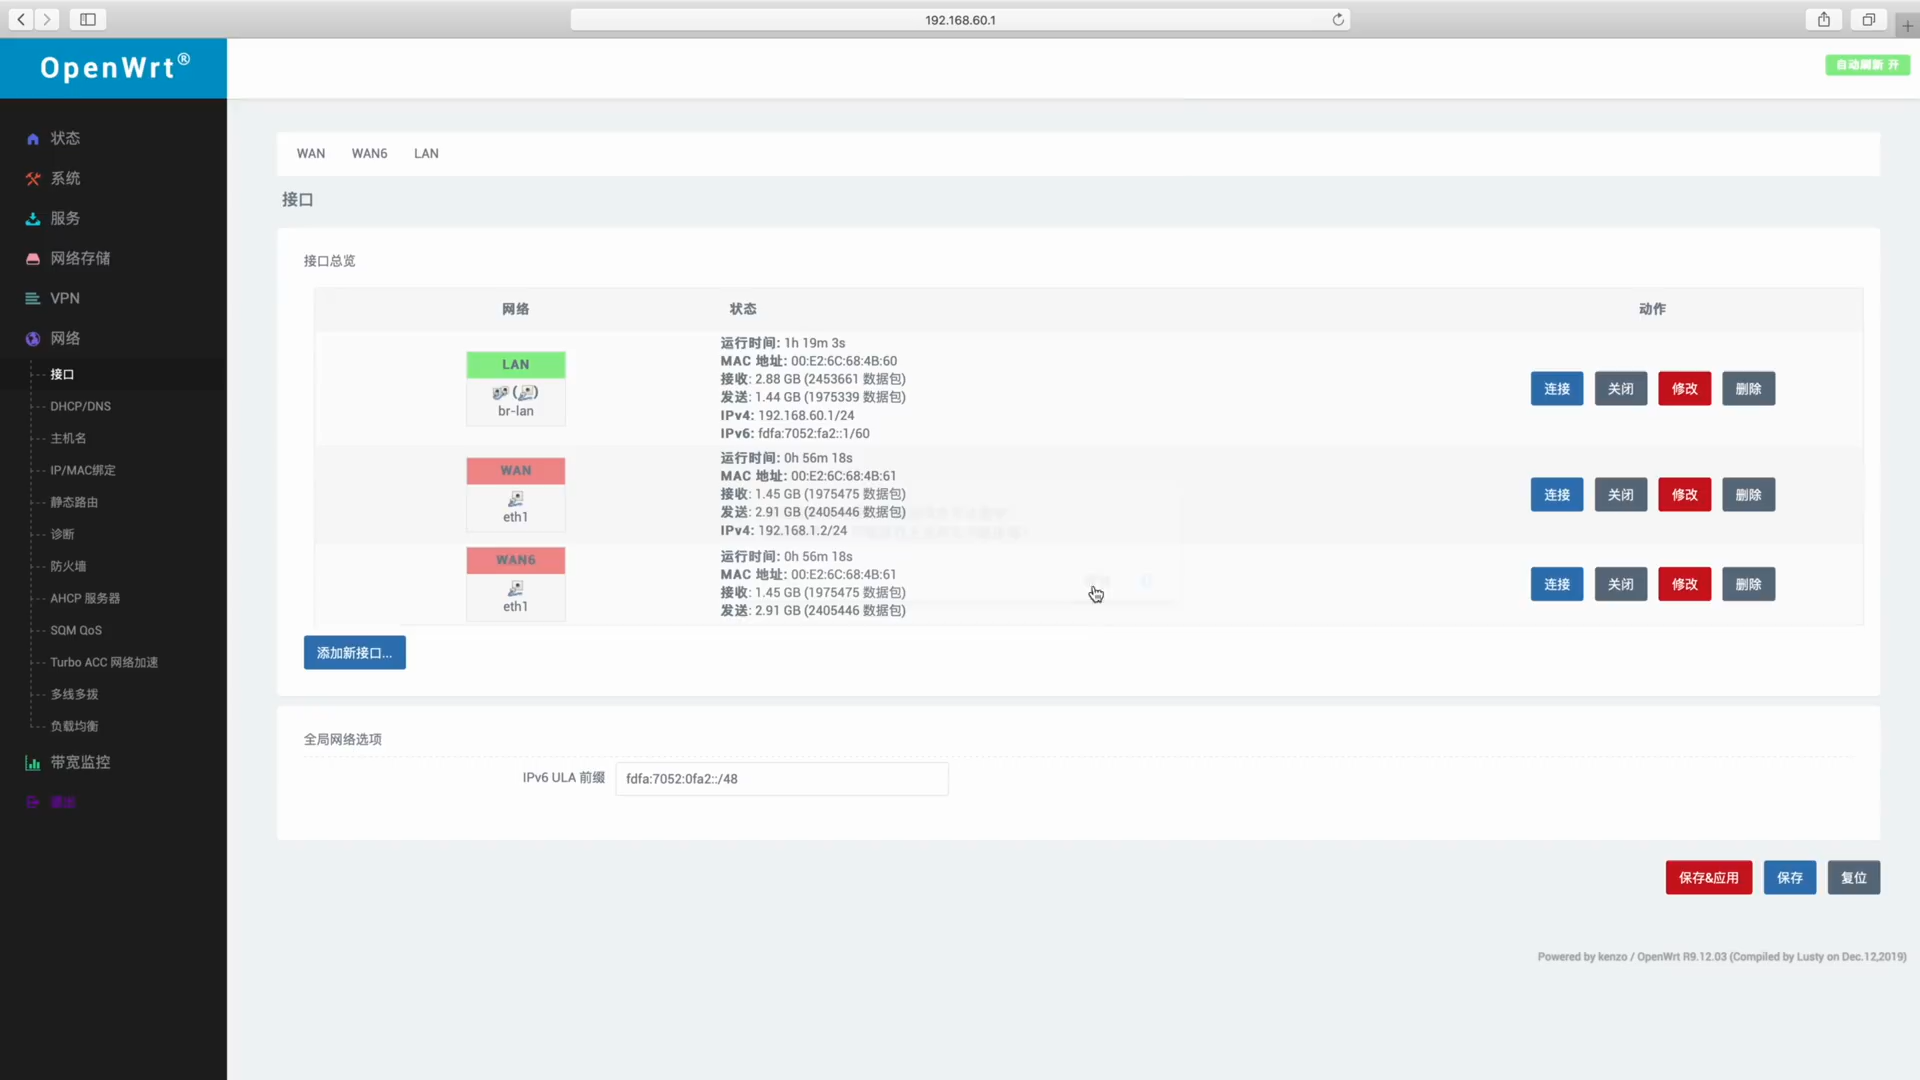 192.168.60.1
OpenWrt®
自动刷新 开
状态
系统
服务
网络存储
VPN
网络
接口
DHCP/DNS
主机名
IP/MAC绑定
静态路由
诊断
防火墙
AHCP 服务器
SQM QoS
Turbo ACC 网络加速
多线多拨
负载均衡
带宽监控
退出
WAN WAN6 LAN
接口
接口总览
网络 状态 动作
LAN
br-lan
运行时间: 1h 19m 3s
MAC 地址: 00:E2:6C:68:4B:60
接收: 2.88 GB (2453661 数据包)
发送: 1.44 GB (1975339 数据包)
IPv4: 192.168.60.1/24
IPv6: fdfa:7052:fa2::1/60
连接 关闭 修改 删除
WAN
eth1
运行时间: 0h 56m 18s
MAC 地址: 00:E2:6C:68:4B:61
接收: 1.45 GB (1975475 数据包)
发送: 2.91 GB (2405446 数据包)
IPv4: 192.168.1.2/24
连接 关闭 修改 删除
WAN6
eth1
运行时间: 0h 56m 18s
MAC 地址: 00:E2:6C:68:4B:61
接收: 1.45 GB (1975475 数据包)
发送: 2.91 GB (2405446 数据包)
连接 关闭 修改 删除
添加新接口...
全局网络选项
IPv6 ULA 前缀 fdfa:7052:0fa2::/48
保存&应用 保存 复位
Powered by kenzo / OpenWrt R9.12.03 (Compiled by Lusty on Dec.12,2019)